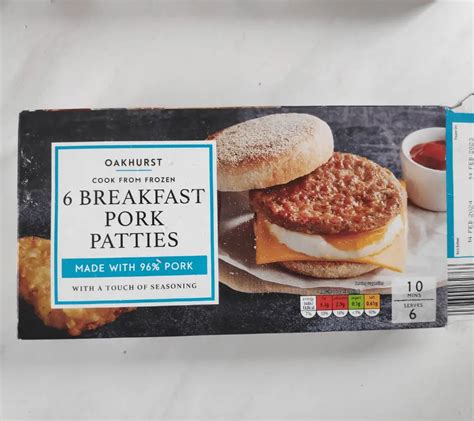 OAKHURST
COOK FROM FROZEN
6 BREAKFAST
PORK
PATTIES
MADE WITH 96% PORK
WITH A TOUCH OF SEASONING
10
MINS
SERVES
6